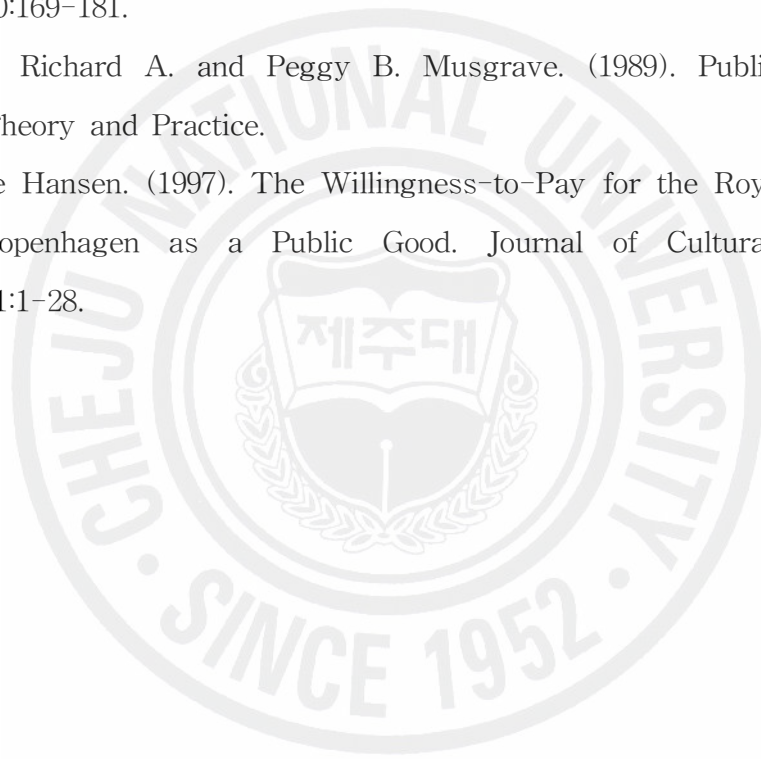 0:169-181.
Richard A. and Peggy B. Musgrave. (1989). Publi
heory and Practice.
e Hansen. (1997). The Willingness-to-Pay for the Roy
openhagen as a Public Good. Journal of Cultura
1:1-28.
CHEJU NATIONAL UNIVERSITY
제주대
· SINCE 1952 ·